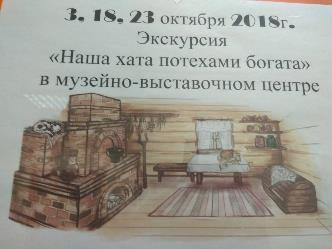 3, 18, 23 октября 2018г.
Экскурсия
«Наша хата потехами богата»
в музейно-выставочном центре